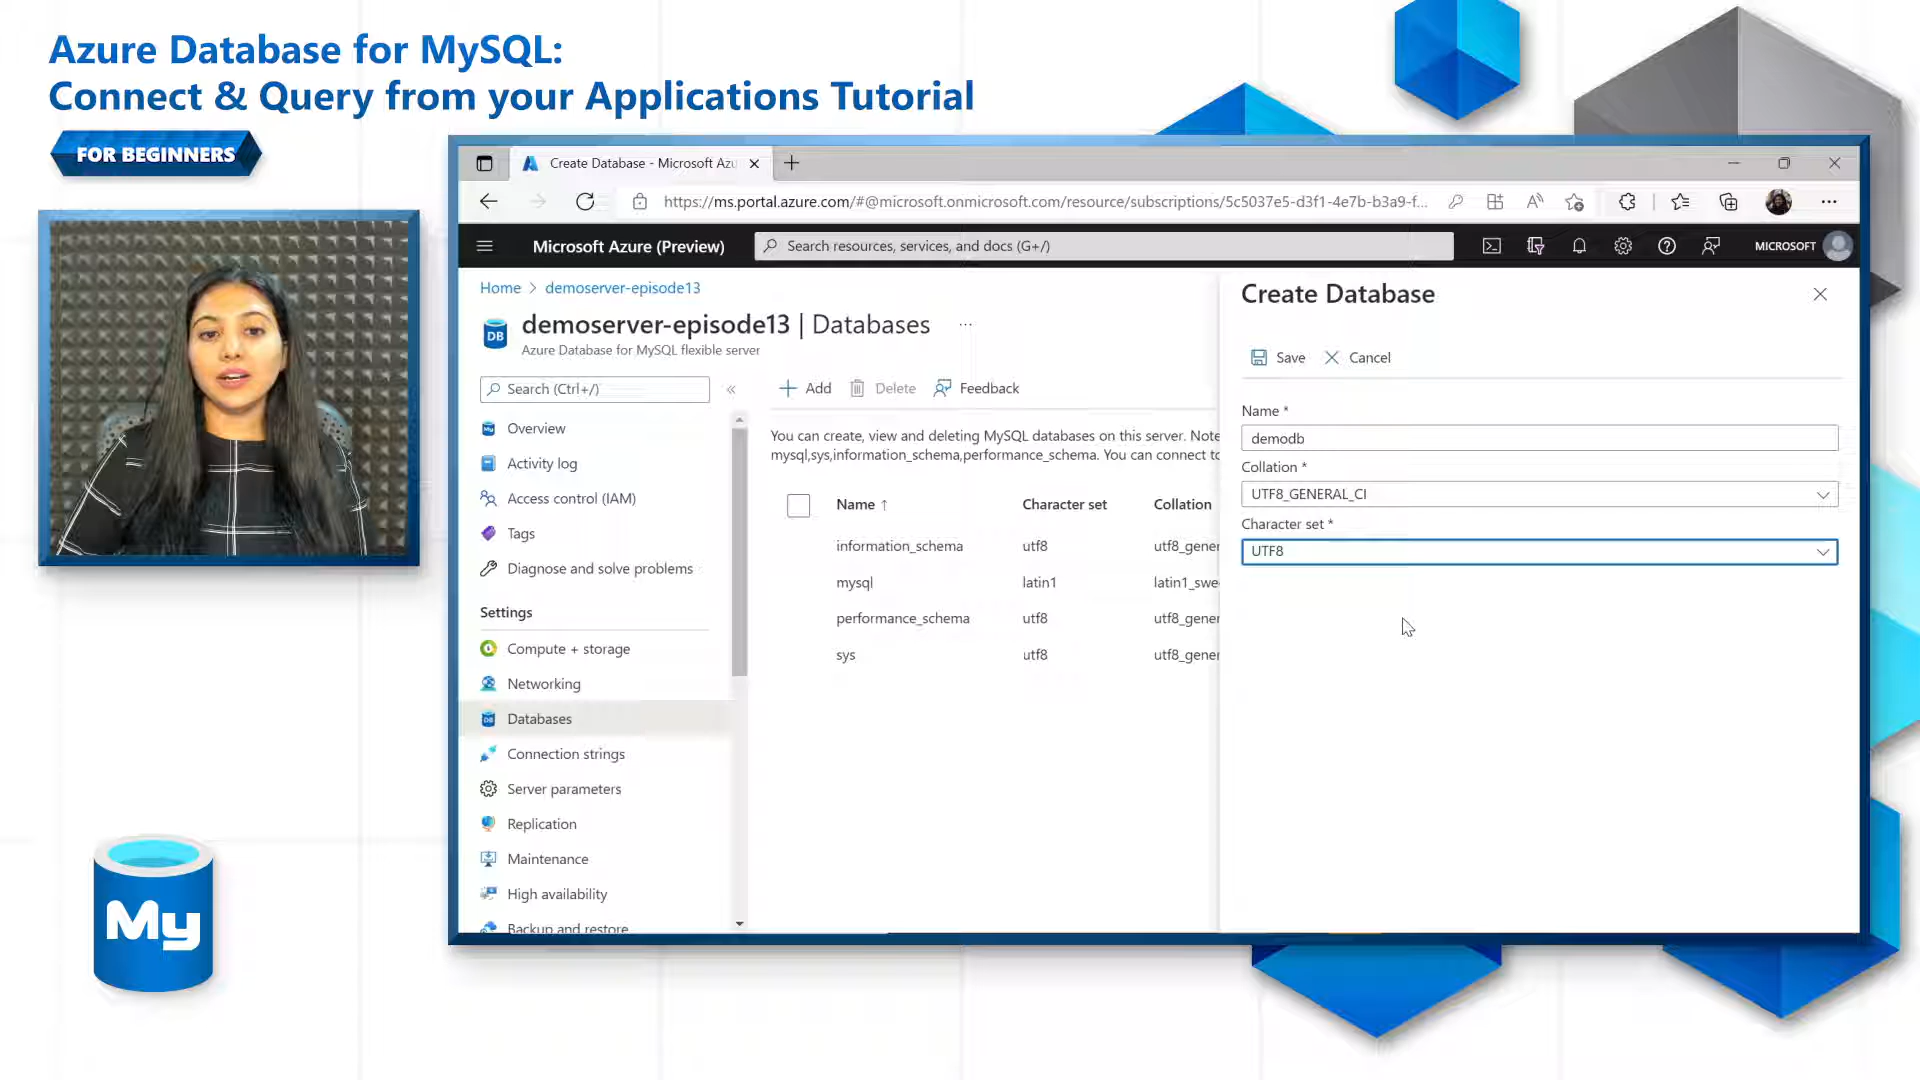 Azure Database for MySQL:
Connect & Query from your Applications Tutorial
FOR BEGINNERS
Create Database - Microsoft Azu
https://ms.portal.azure.com/#@microsoft.onmicrosoft.com/resource/subscriptions/5c5037e5-d3f1-4e7b-b3a9-f...
Microsoft Azure (Preview)
Search resources, services, and docs (G+/)
MICROSOFT
Home > demoserver-episode13
DB
demoserver-episode13 | Databases ...
Azure Database for MySQL flexible server
Search (Ctrl+/)
«
Overview
Activity log
Access control (IAM)
Tags
Diagnose and solve problems
Settings
Compute + storage
Networking
Databases
Connection strings
Server parameters
Replication
Maintenance
High availability
Backup and restore
Add
Delete
Feedback
You can create, view and deleting MySQL databases on this server. Note
mysql,sys,information_schema,performance_schema. You can connect to
Name ↑ Character set Collation
information_schema utf8 utf8_gener
mysql latin1 latin1_swe
performance_schema utf8 utf8_gener
sys utf8 utf8_gener
Create Database
Save
Cancel
Name *
demodb
Collation *
UTF8_GENERAL_CI
Character set *
UTF8
My